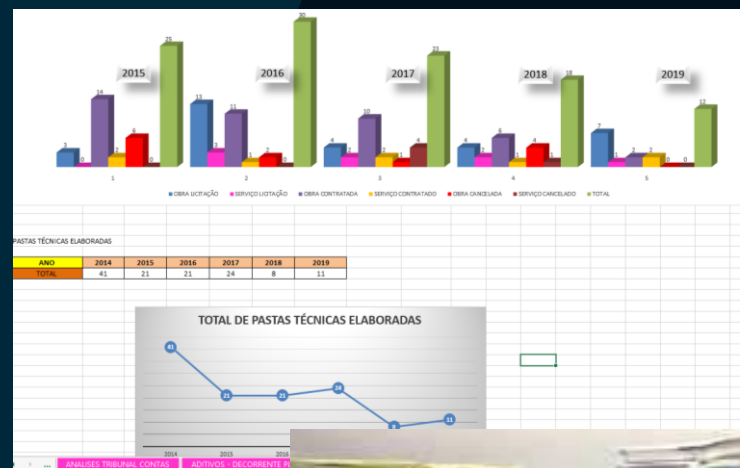 30
25
2015 2016 2017 2018 2019
23
18
14 13 11 10 12
3 0 2 6 0 3 1 2 0 4 2 2 1 4 4 2 6 1 4 1 7 1 2 2 0 0
1 2 3 4 5
OBRA LICITAÇÃO SERVIÇO LICITAÇÃO OBRA CONTRATADA SERVIÇO CONTRATADO OBRA CANCELADA SERVIÇO CANCELADO TOTAL
PASTAS TÉCNICAS ELABORADAS
ANO 2014 2015 2016 2017 2018 2019
TOTAL 41 21 21 24 8 11
TOTAL DE PASTAS TÉCNICAS ELABORADAS
41
24
21 21
8 11
2014 2015
... ANALISES TRIBUNAL CONTAS ADITIVOS - DECORRENTE